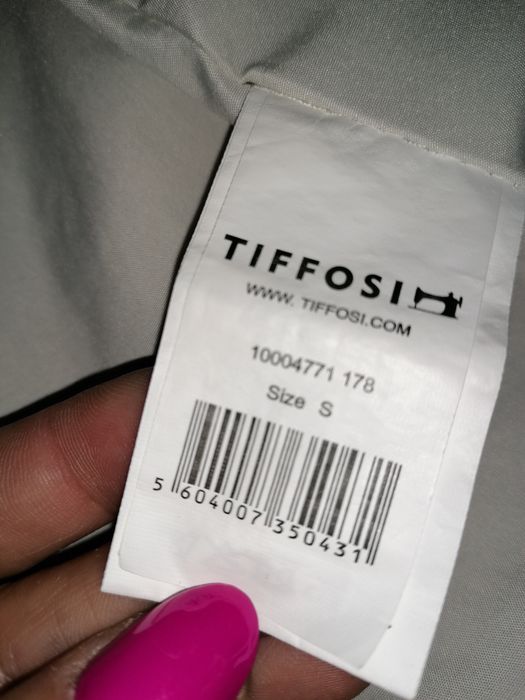 TIFFOSI
WWW. TIFFOSI.COM
10004771 178
Size S
5 604007 350431